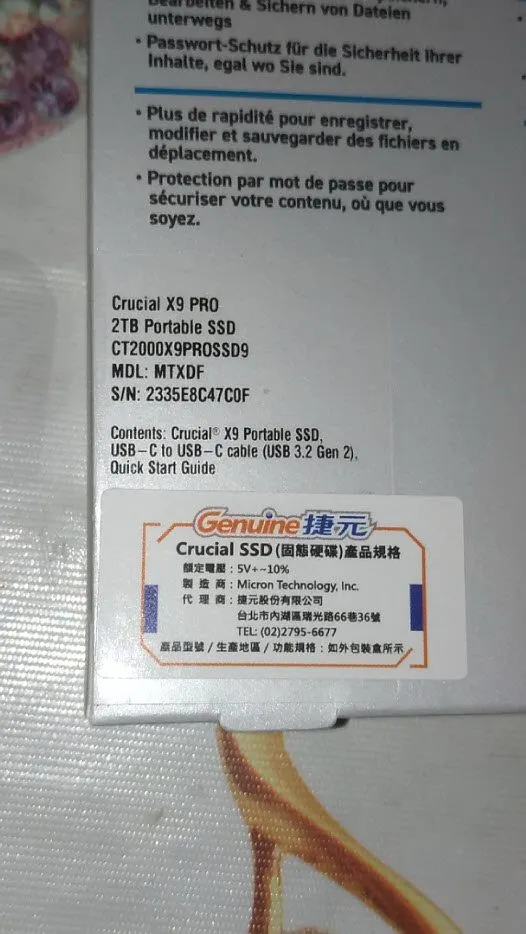 Bearbeiten & Sichern von Dateien
unterwegs
• Passwort-Schutz für die Sicherheit Ihrer
Inhalte, egal wo Sie sind.
• Plus de rapidité pour enregistrer,
modifier et sauvegarder des fichiers en
déplacement.
• Protection par mot de passe pour
sécuriser votre contenu, où que vous
soyez.
Crucial X9 PRO
2TB Portable SSD
CT2000X9PROSSD9
MDL: MTXDF
S/N: 2335E8C47C0F
Contents: Crucial® X9 Portable SSD,
USB-C to USB-C cable (USB 3.2 Gen 2),
Quick Start Guide
Genuine捷元
Crucial SSD (固態硬碟)產品規格
額定電壓：5V+-10%
製造商：Micron Technology, Inc.
代理商：捷元股份有限公司
台北市內湖區瑞光路66巷36號
TEL: (02)2795-6677
產品型號 / 生產地區 / 功能規格：如外包裝盒所示